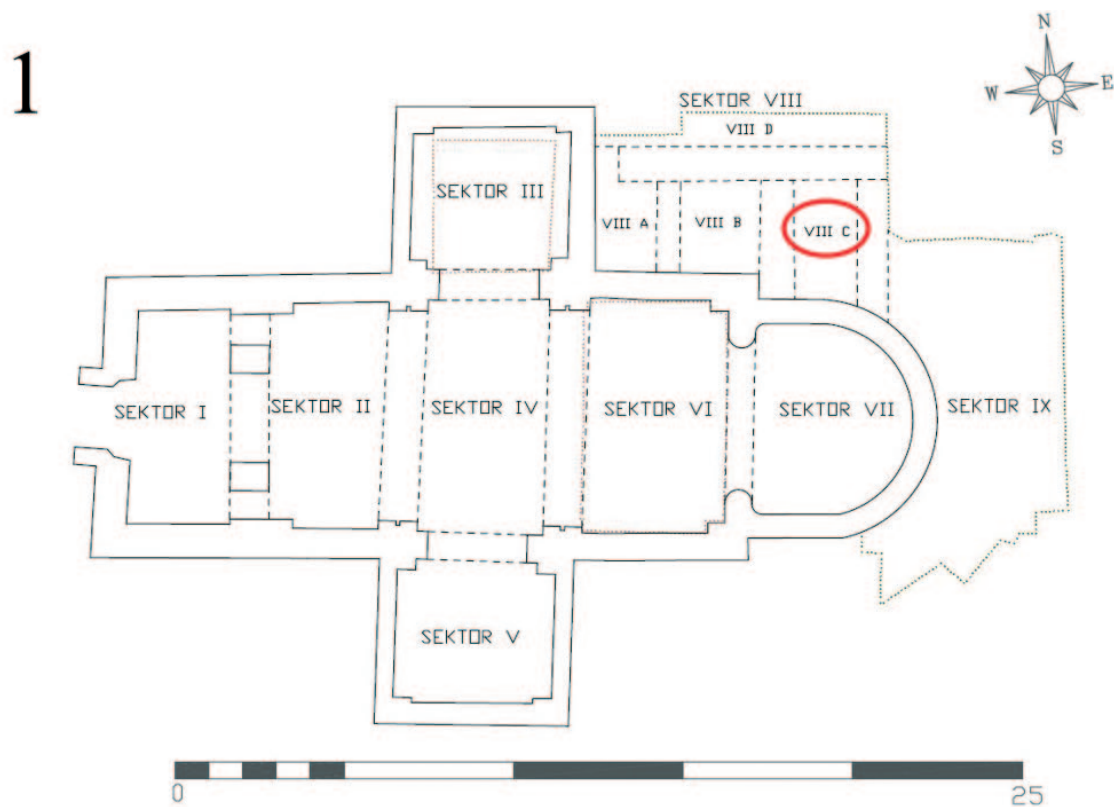 1
N
W
E
S
SEKTOR VIII
VIII D
SEKTOR III
VIII A
VIII B
VIII C
SEKTOR I
SEKTOR II
SEKTOR IV
SEKTOR VI
SEKTOR VII
SEKTOR IX
SEKTOR V
0
25